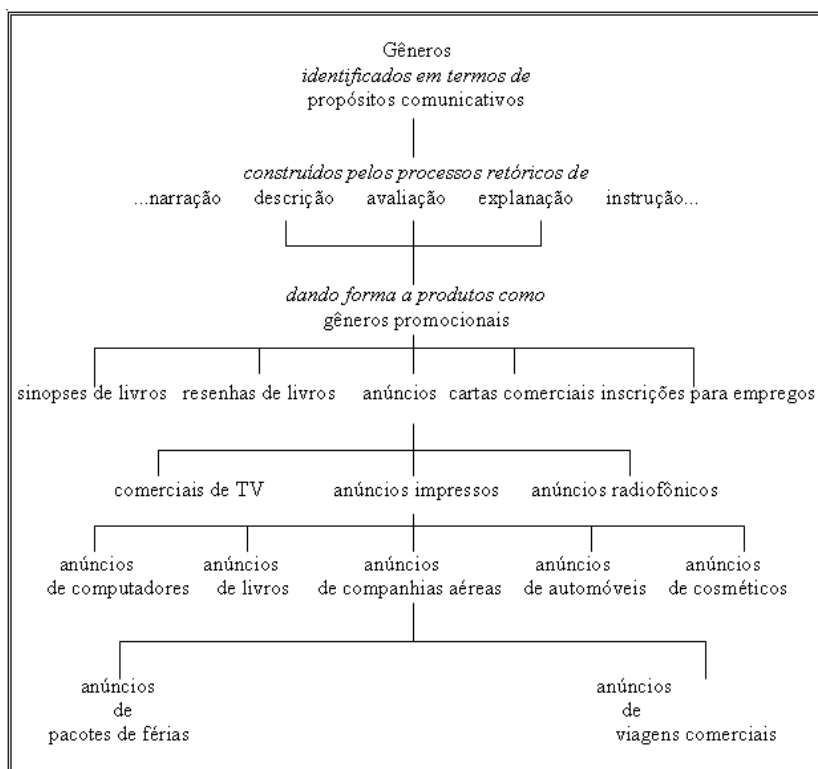 Gêneros
identificados em termos de
propósitos comunicativos
construídos pelos processos retóricos de
...narração descrição avaliação explanação instrução...
dando forma a produtos como
gêneros promocionais
sinopses de livros resenhas de livros anúncios cartas comerciais inscrições para empregos
comerciais de TV anúncios impressos anúncios radiofônicos
anúncios anúncios anúncios anúncios anúncios
de computadores de livros de companhias aéreas de automóveis de cosméticos
anúncios anúncios
de de
pacotes de férias viagens comerciais